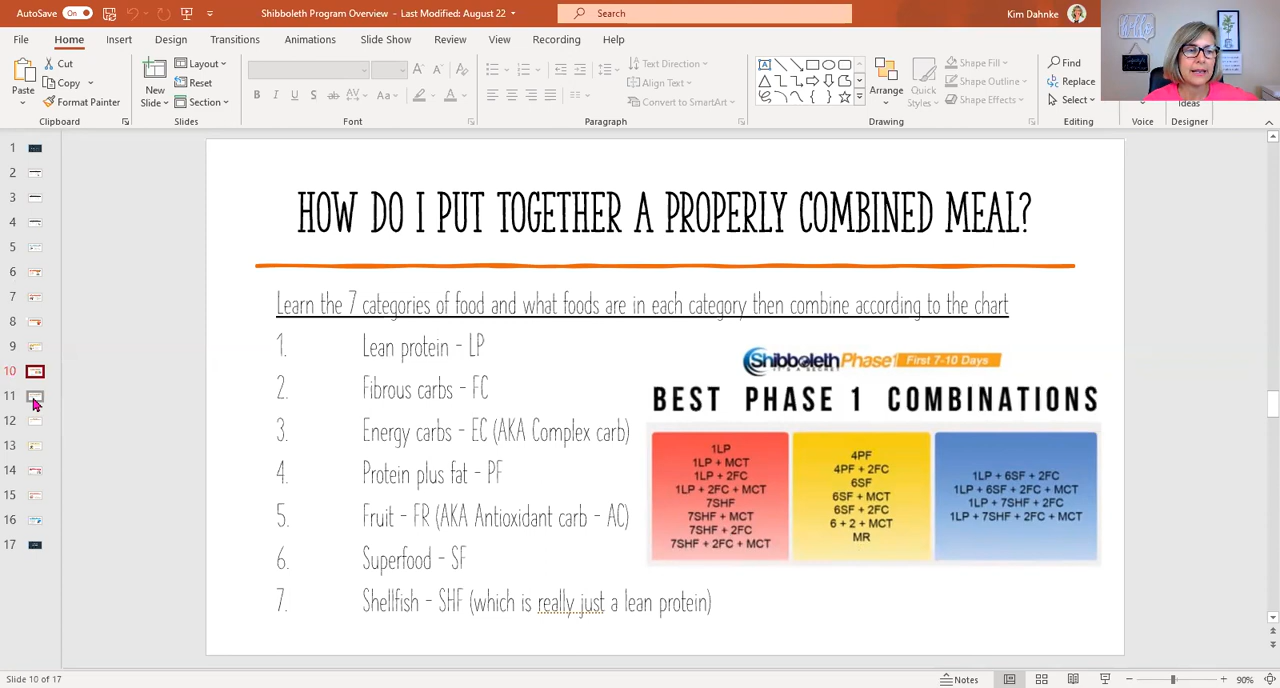 AutoSave On Shibboleth Program Overview - Last Modified: August 22 Search Kim Dahnke
File Home Insert Design Transitions Animations Slide Show Review View Recording Help
Paste Cut Copy Format Painter
Clipboard
New Slide Layout Reset Section
Slides
B I U S ab AV Aa A
Font
Text Direction Align Text Convert to SmartArt
Paragraph
Arrange Quick Styles Shape Fill Shape Outline Shape Effects
Drawing
Find Replace Select
Editing
Voice
Ideas
Designer
1
2
3
4
5
6
7
8
9
10
11
12
13
14
15
16
17
HOW DO I PUT TOGETHER A PROPERLY COMBINED MEAL?
Learn the 7 categories of food and what foods are in each category then combine according to the chart
1. Lean protein - LP
2. Fibrous carbs - FC
3. Energy carbs - EC (AKA Complex carb)
4. Protein plus fat - PF
5. Fruit - FR (AKA Antioxidant carb - AC)
6. Superfood - SF
7. Shellfish - SHF (which is really just a lean protein)
Shibboleth Phase1 First 7-10 Days
IT'S A SECRET
BEST PHASE 1 COMBINATIONS
1LP
1LP + MCT
1LP + 2FC
1LP + 2FC + MCT
7SHF
7SHF + MCT
7SHF + 2FC
7SHF + 2FC + MCT
4PF
4PF + 2FC
6SF
6SF + MCT
6SF + 2FC
6 + 2 + MCT
MR
1LP + 6SF + 2FC
1LP + 6SF + 2FC + MCT
1LP + 7SHF + 2FC
1LP + 7SHF + 2FC + MCT
Slide 10 of 17 Notes 90%